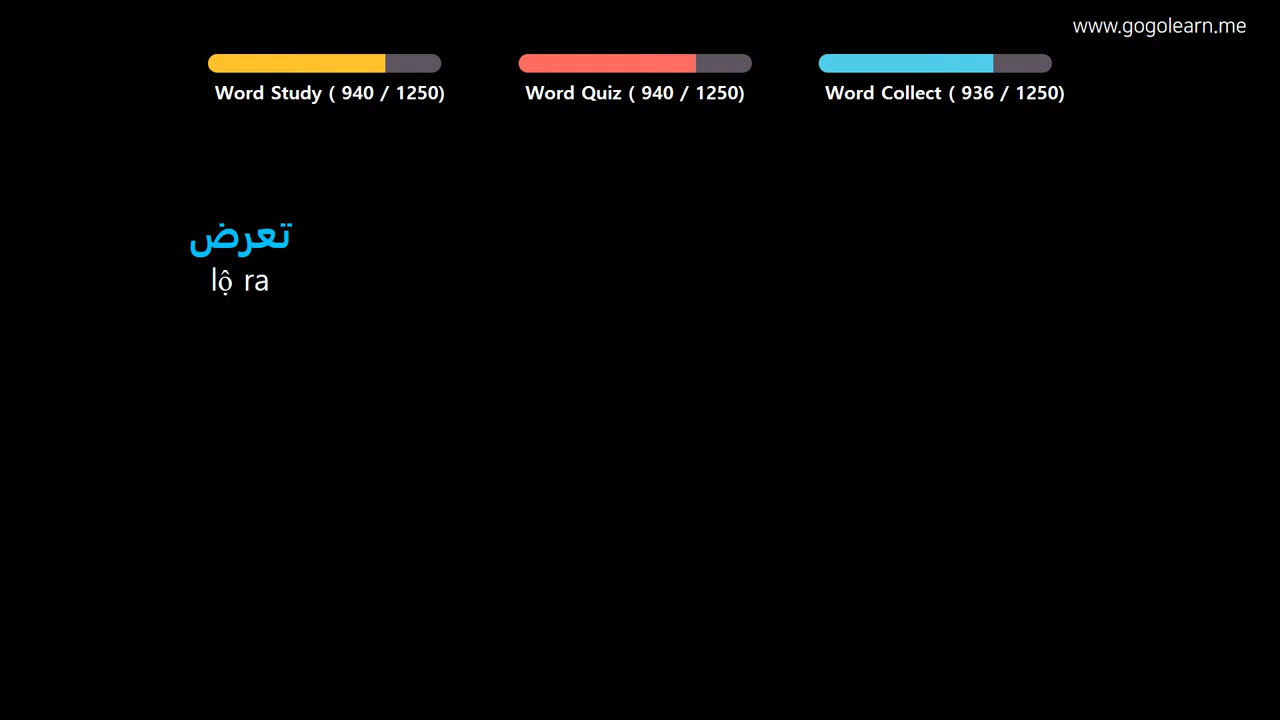 www.gogolearn.me
Word Study ( 940 / 1250)
Word Quiz ( 940 / 1250)
Word Collect ( 936 / 1250)
تعرض
lộ ra